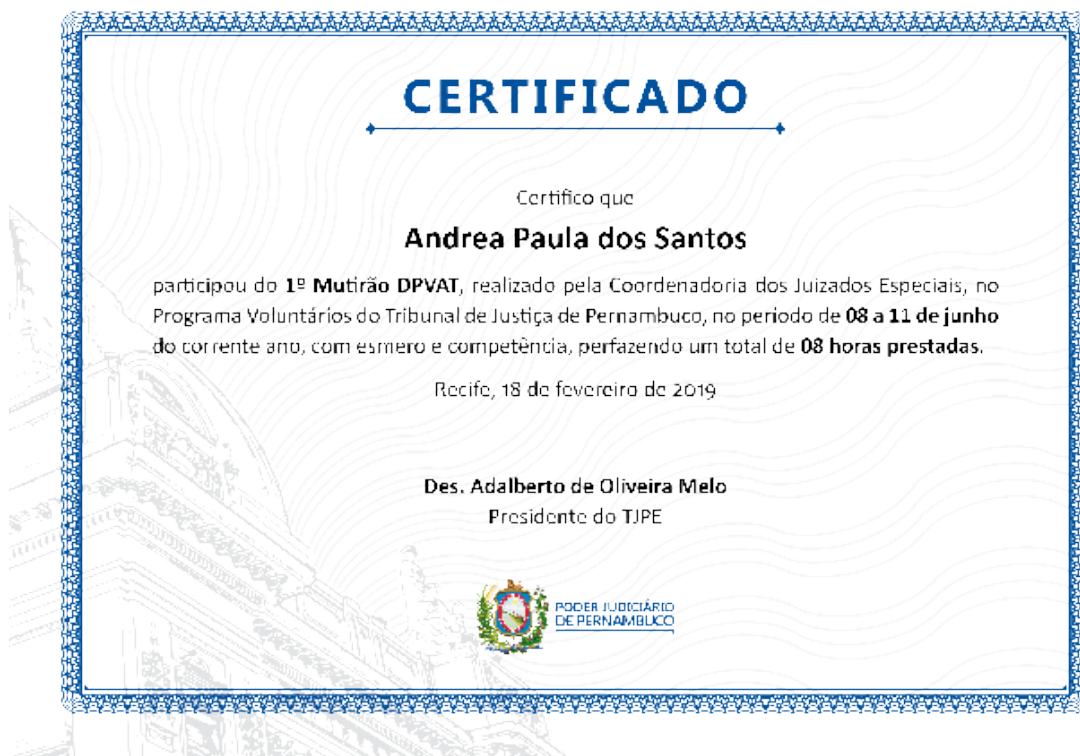 CERTIFICADO
Certifico que
Andrea Paula dos Santos
participou do 1º Mutirão DPVAT, realizado pela Coordenadoria dos Juizados Especiais, no
Programa Voluntários do Tribunal de Justiça de Pernambuco, no período de 08 a 11 de junho
do corrente ano, com esmero e competência, perfazendo um total de 08 horas prestadas.
Recife, 18 de fevereiro de 2019
Des. Adalberto de Oliveira Melo
Presidente do TJPE
PODER JUDICIÁRIO
DE PERNAMBUCO